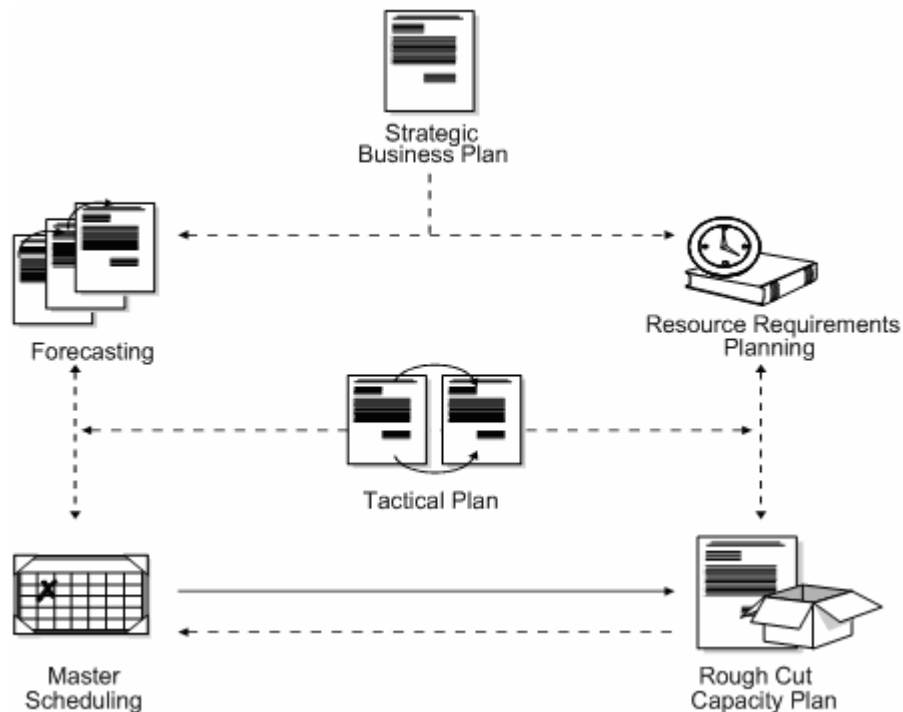 Strategic
Business Plan
Forecasting
Resource Requirements
Planning
Tactical Plan
Master
Scheduling
Rough Cut
Capacity Plan